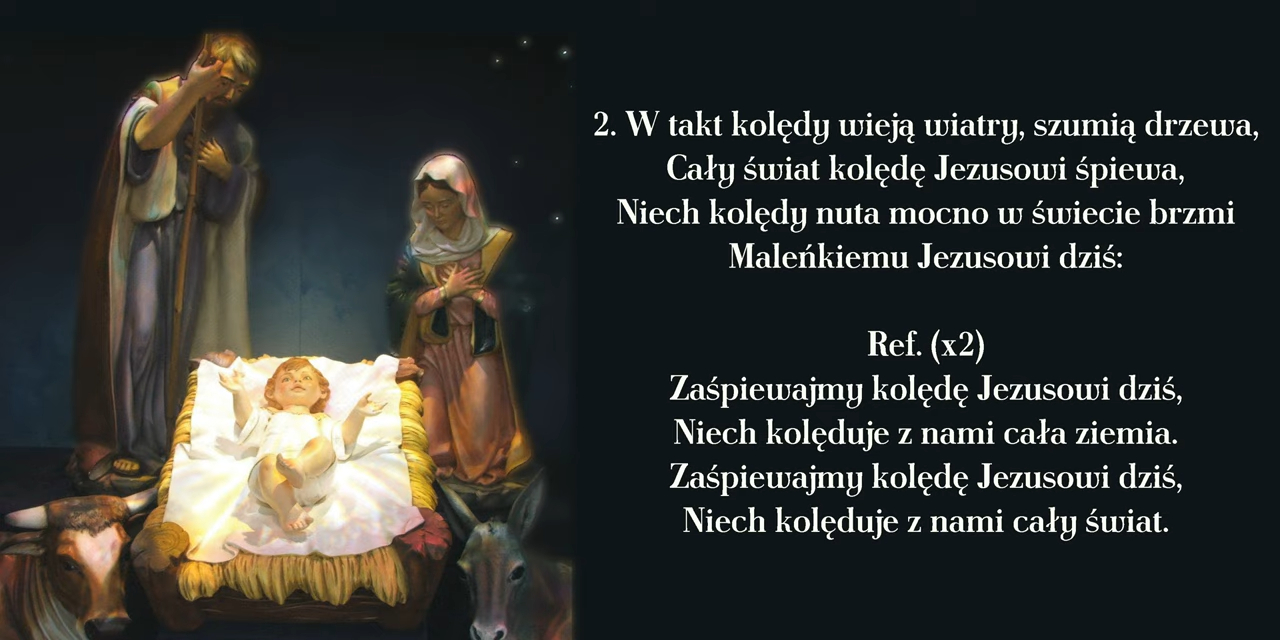 2. W takt kolędy wieją wiatry, szumią drzewa,
Cały świat kolędę Jezusowi śpiewa,
Niech kolędy nuta mocno w świecie brzmi
Maleńkiemu Jezusowi dziś:
Ref. (x2)
Zaśpiewajmy kolędę Jezusowi dziś,
Niech kolęduje z nami cała ziemia.
Zaśpiewajmy kolędę Jezusowi dziś,
Niech kolęduje z nami cały świat.